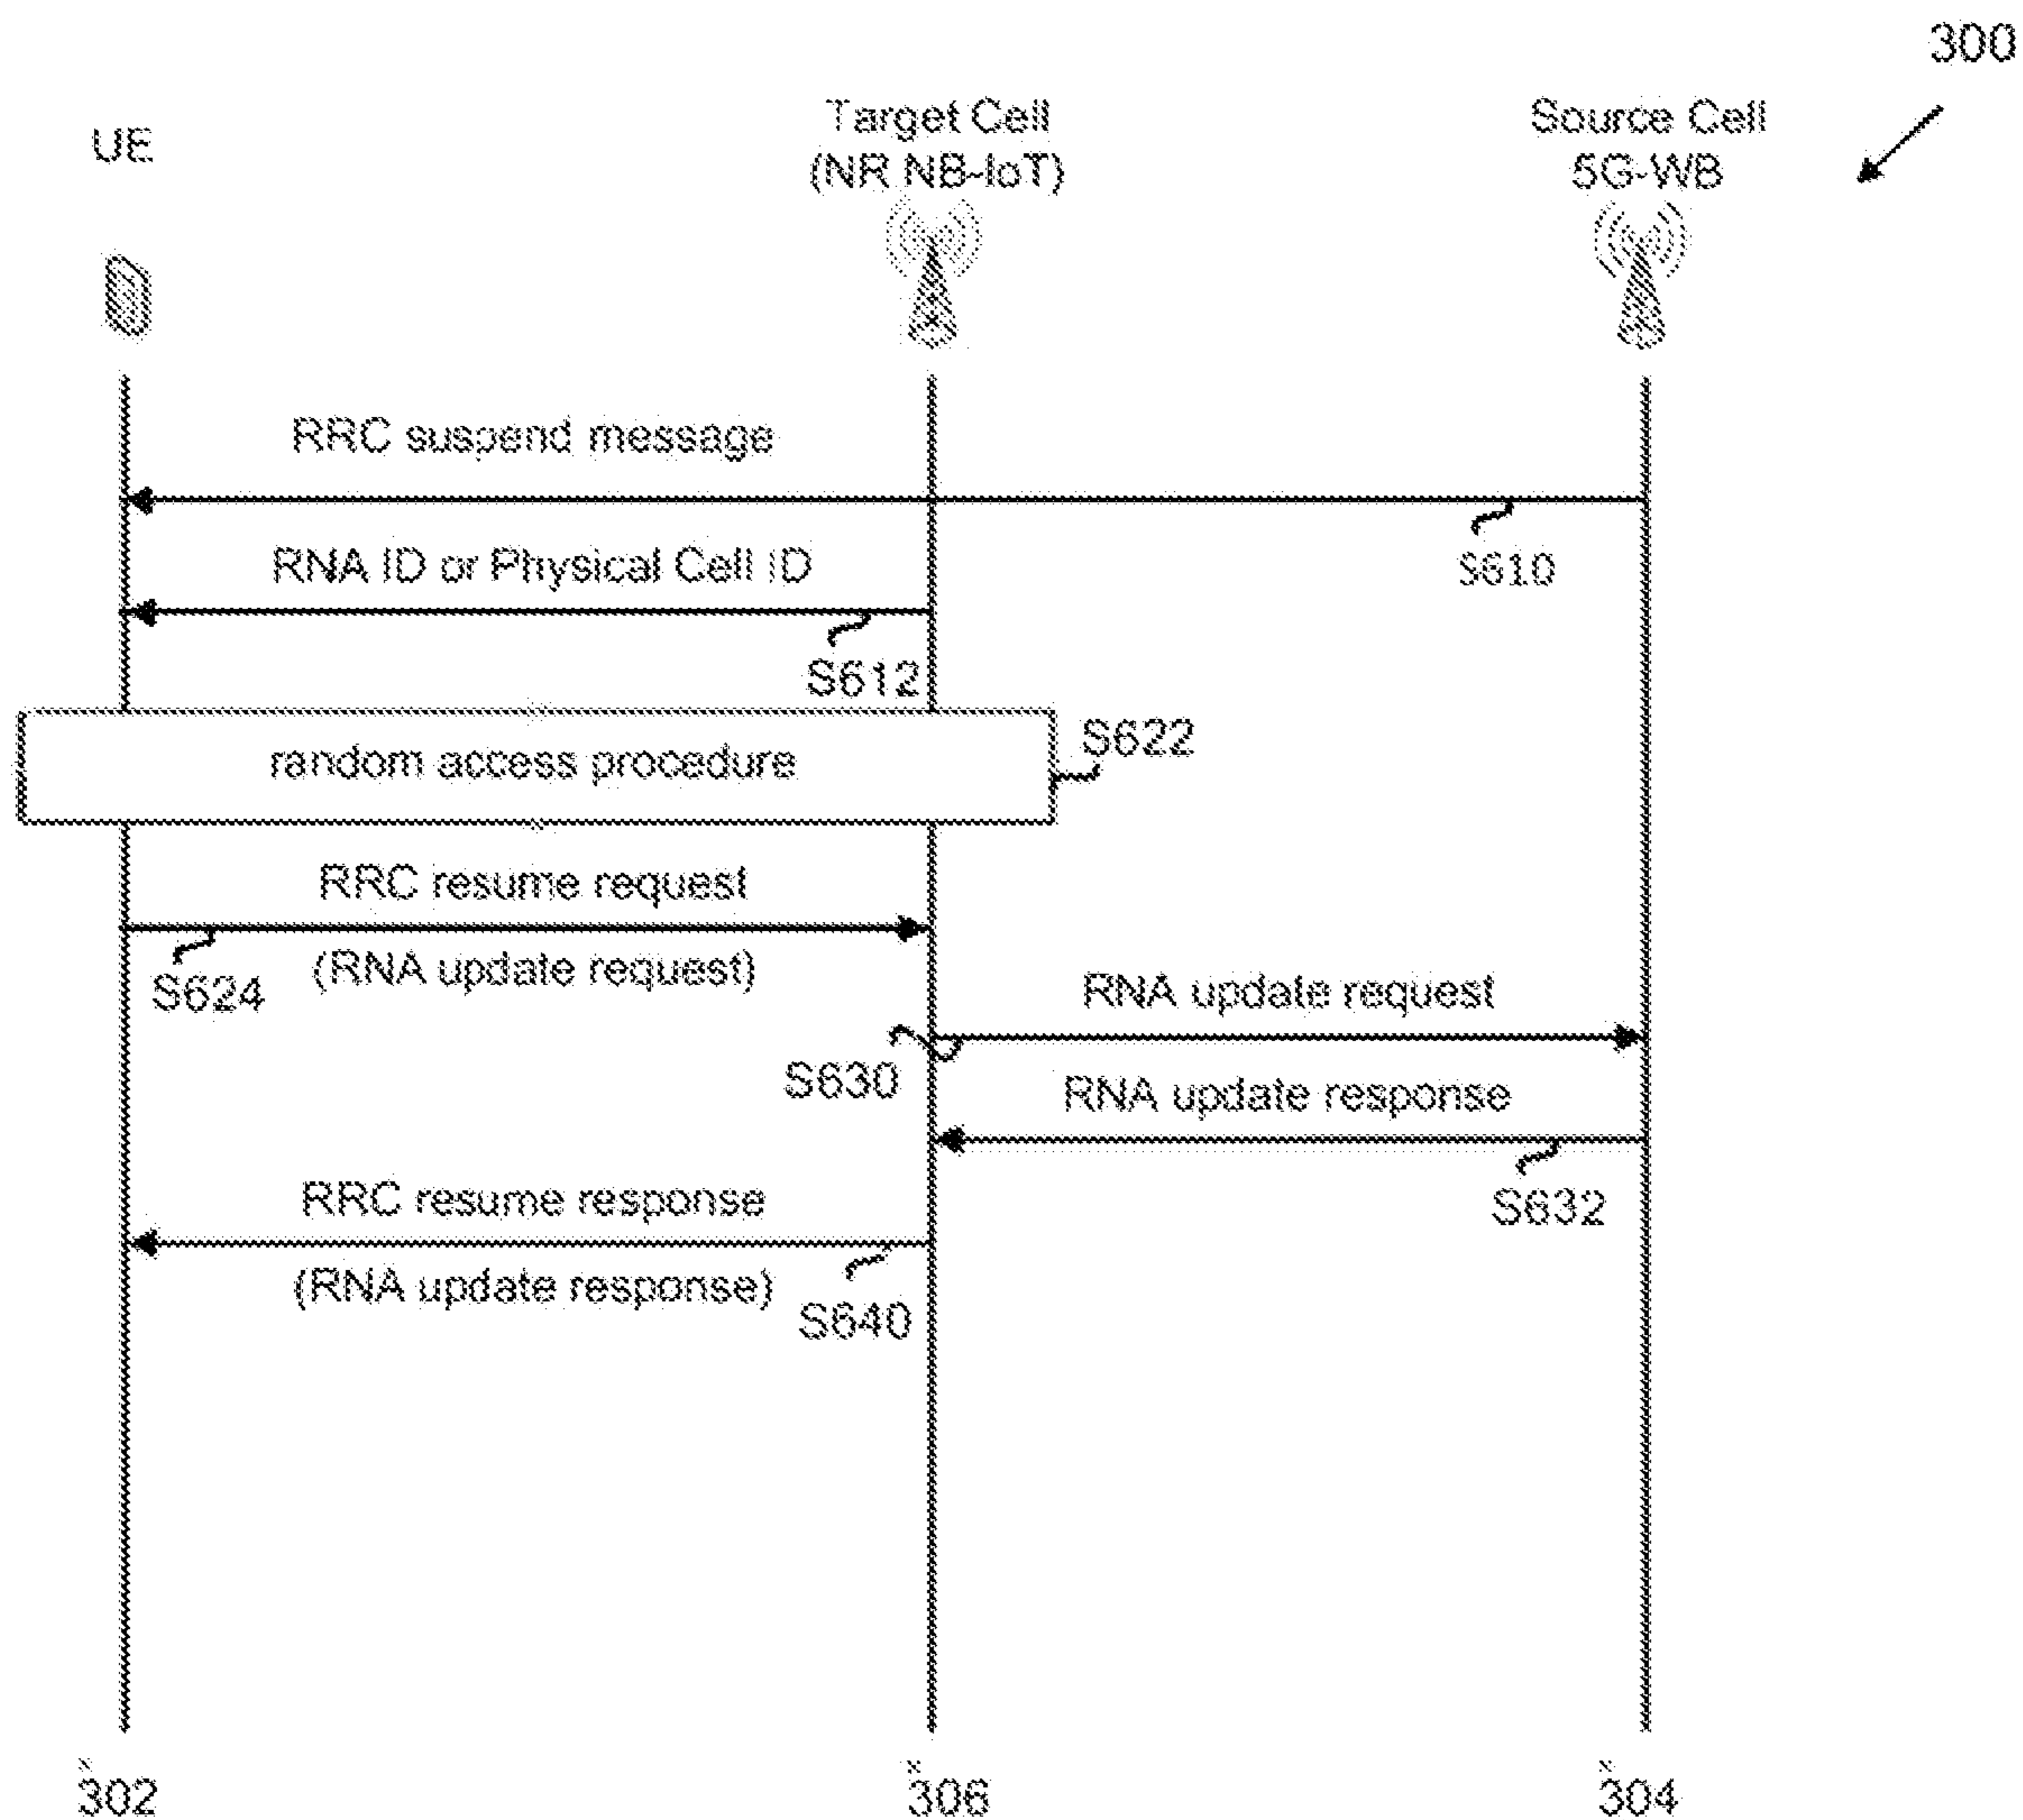 300
UE
Target Cell
(NR NB-IoT)
Source Cell
5G-WB
RRC suspend message
S610
RNA ID or Physical Cell ID
S612
random access procedure
S622
RRC resume request
(RNA update request)
S624
RNA update request
S630
RNA update response
S632
RRC resume response
(RNA update response)
S640
302
306
304